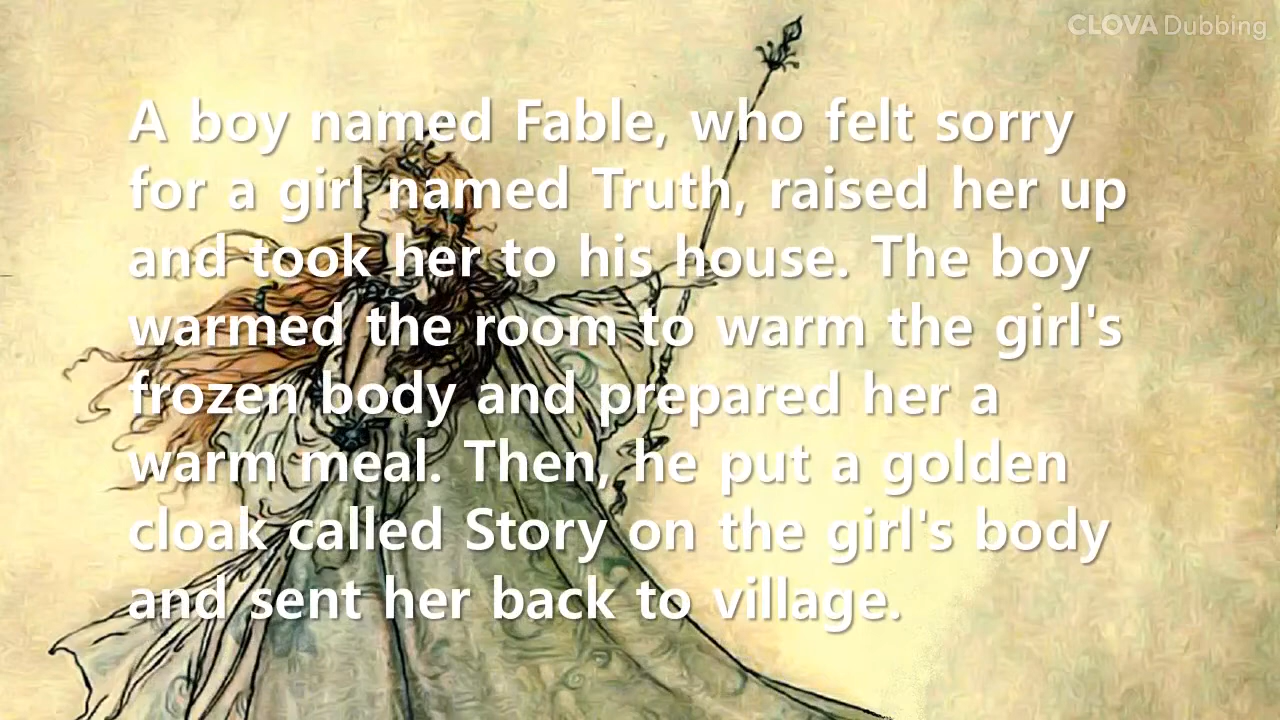 CLOVA Dubbing
A boy named Fable, who felt sorry
for a girl named Truth, raised her up
and took her to his house. The boy
warmed the room to warm the girl's
frozen body and prepared her a
warm meal. Then, he put a golden
cloak called Story on the girl's body
and sent her back to village.